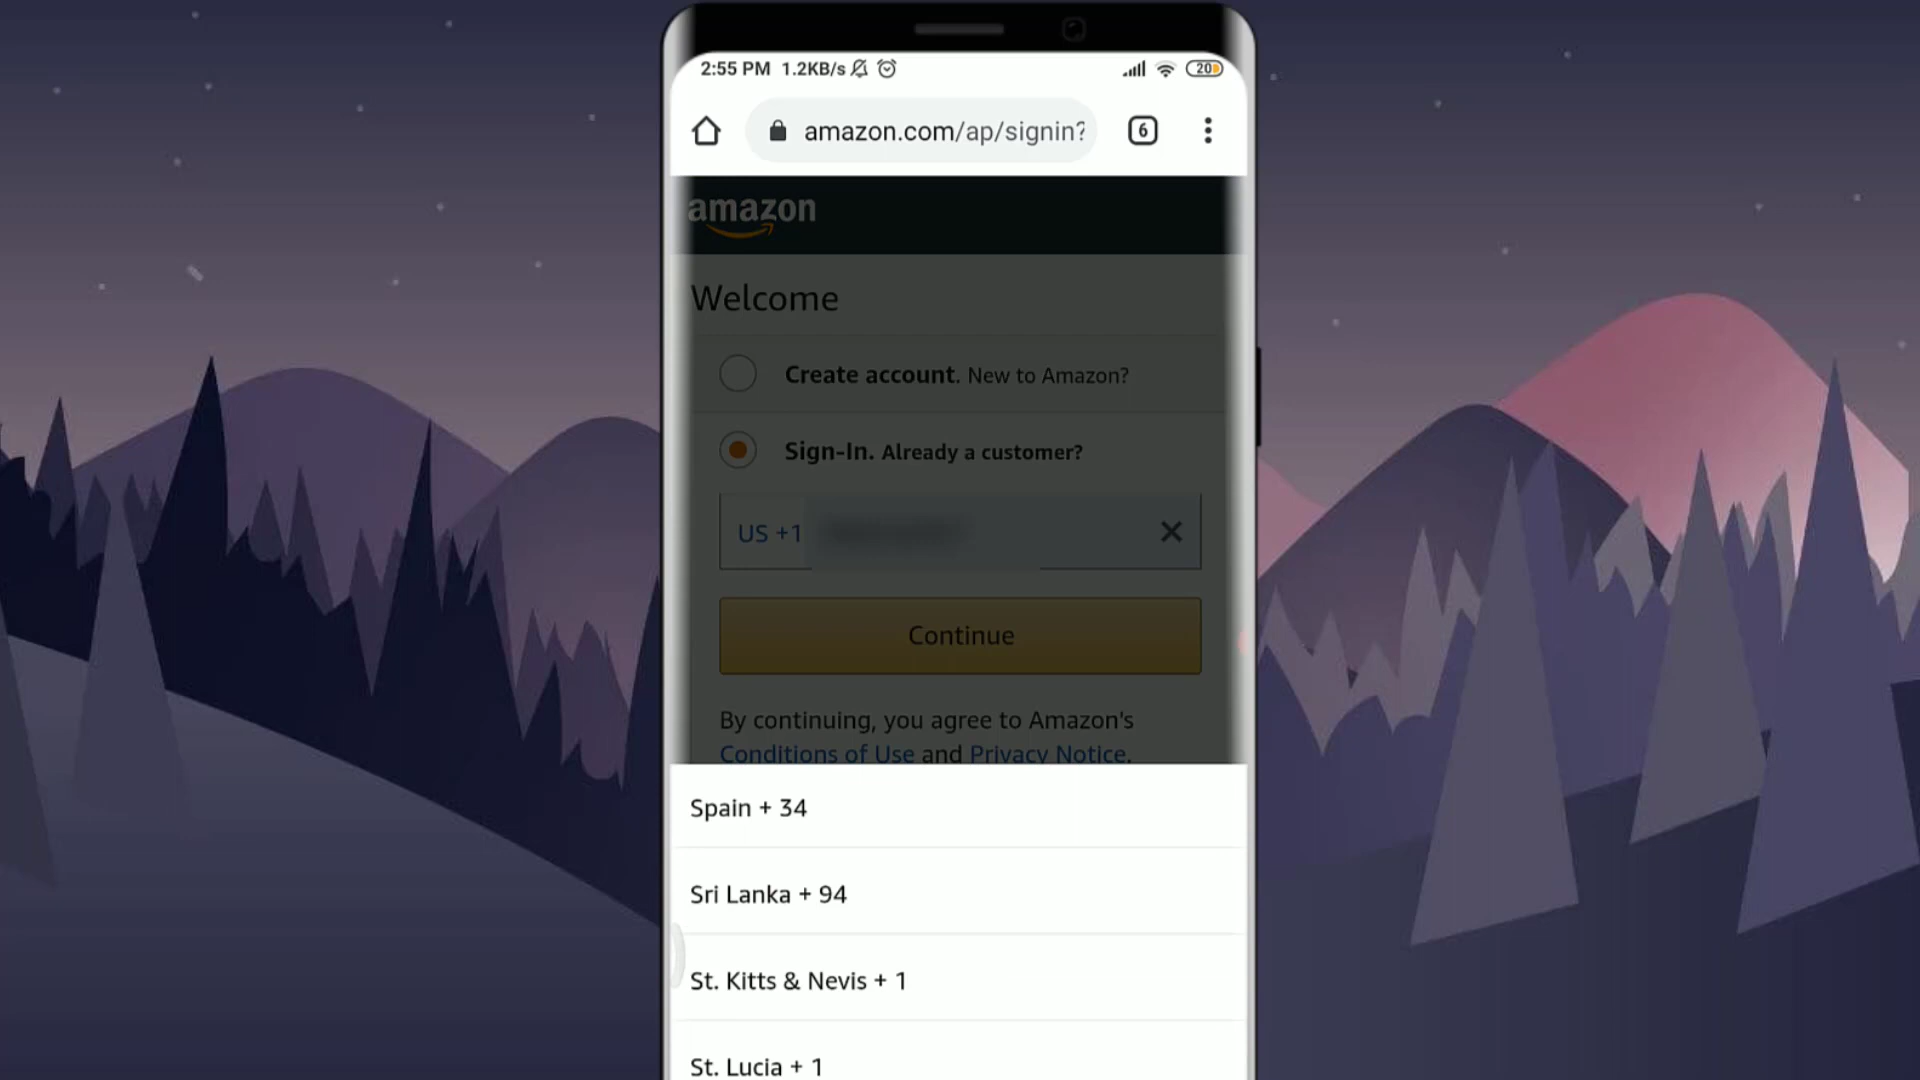 2:55 PM 1.2KB/s 20
amazon.com/ap/signin? 6
amazon
Welcome
Create account. New to Amazon?
Sign-In. Already a customer?
US +1
Continue
By continuing, you agree to Amazon's
Conditions of Use and Privacy Notice.
Spain + 34
Sri Lanka + 94
St. Kitts & Nevis + 1
St. Lucia + 1